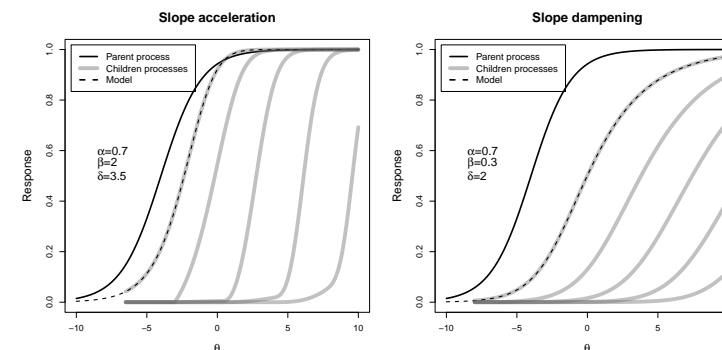 Slope acceleration
Parent process
Children processes
Model
α=0.7
β=2
δ=3.5
Response
0.0
0.2
0.4
0.6
0.8
1.0
−10
−5
0
5
10
θ
Slope dampening
Parent process
Children processes
Model
α=0.7
β=0.3
δ=2
Response
0.0
0.2
0.4
0.6
0.8
1.0
−10
−5
0
5
θ